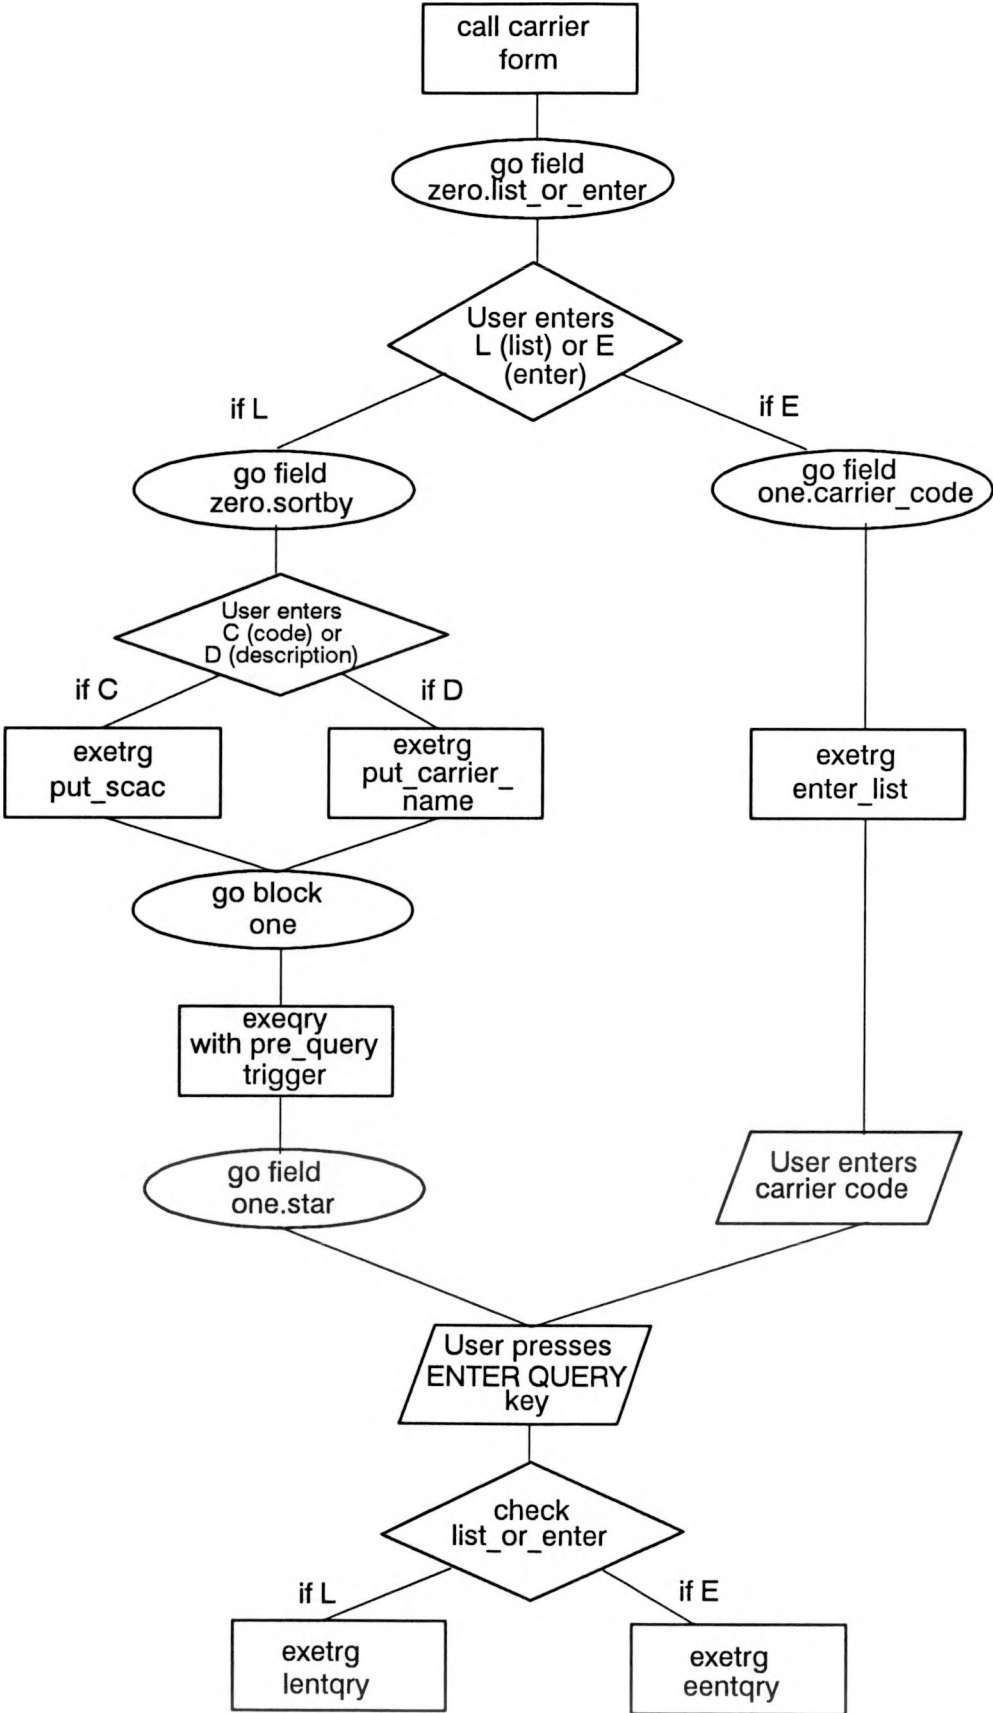 call carrier
form
go field
zero.list_or_enter
User enters
L (list) or E
(enter)
if L
if E
go field
zero.sortby
go field
one.carrier_code
User enters
C (code) or
D (description)
if C
if D
exetrg
put_scac
exetrg
put_carrier_
name
exetrg
enter_list
go block
one
exeqry
with pre_query
trigger
go field
one.star
User enters
carrier code
User presses
ENTER QUERY
key
check
list_or_enter
if L
if E
exetrg
lentqry
exetrg
eentqry